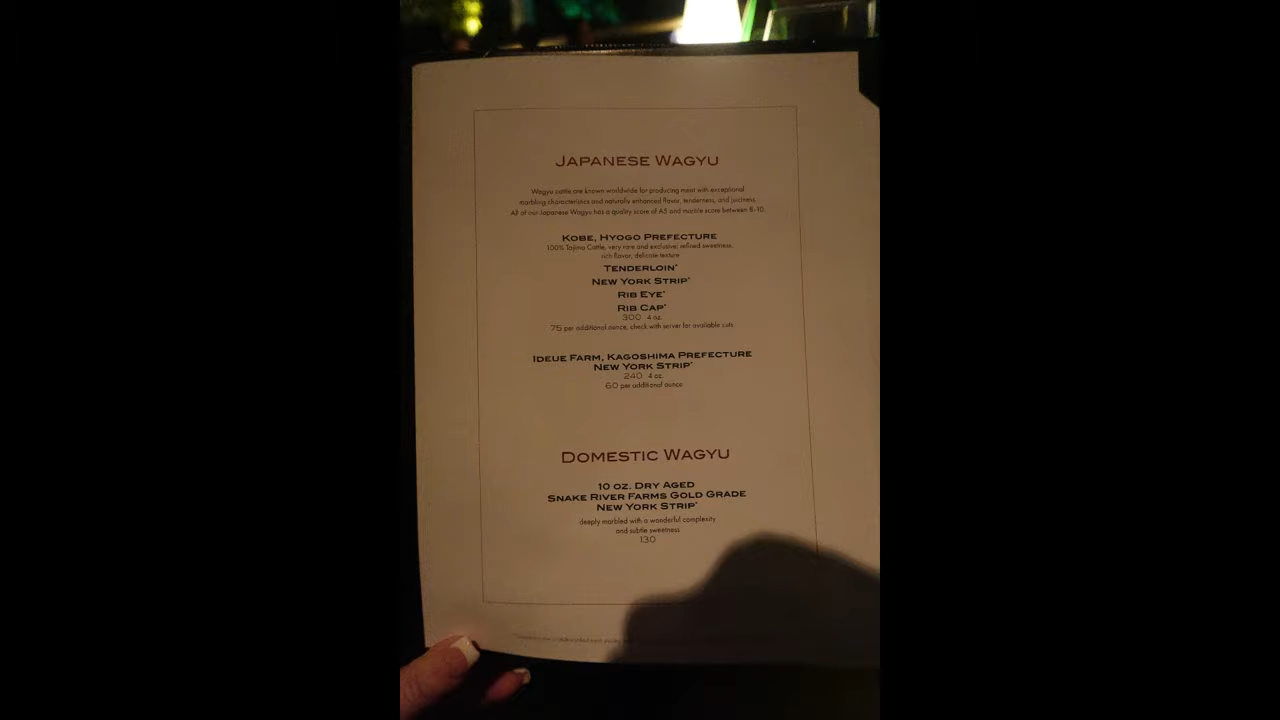 JAPANESE WAGYU
Wagyu cattle are known worldwide for producing meat with exceptional
marbling characteristics and naturally enhanced flavor, tenderness, and juiciness.
All of our Japanese Wagyu has a quality score of A5 and marble score between 6-10.
KOBE, HYOGO PREFECTURE
100% Tajima Cattle, very rare and exclusive; refined sweetness,
rich flavor, delicate texture
TENDERLOIN*
NEW YORK STRIP*
RIB EYE*
RIB CAP*
300 4 oz.
75 per additional ounce, check with server for available cuts
IDEUE FARM, KAGOSHIMA PREFECTURE
NEW YORK STRIP*
240 4 oz.
60 per additional ounce
DOMESTIC WAGYU
10 OZ. DRY AGED
SNAKE RIVER FARMS GOLD GRADE
NEW YORK STRIP*
deeply marbled with a wonderful complexity
and subtle sweetness
130